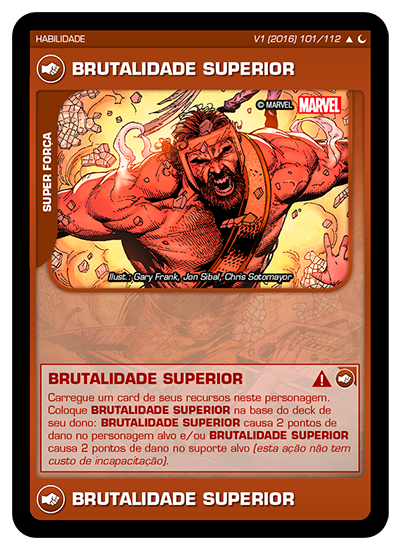 HABILIDADE
V1 (2016) 101/112
BRUTALIDADE SUPERIOR
© MARVEL MARVEL
SUPER FORÇA
Ilust.: Gary Frank, Jon Sibal, Chris Sotomayor
BRUTALIDADE SUPERIOR
Carregue um card de seus recursos neste personagem.
Coloque BRUTALIDADE SUPERIOR na base do deck de
seu dono: BRUTALIDADE SUPERIOR causa 2 pontos de
dano no personagem alvo e/ou BRUTALIDADE SUPERIOR
causa 2 pontos de dano no suporte alvo (esta ação não tem
custo de incapacitação).
BRUTALIDADE SUPERIOR